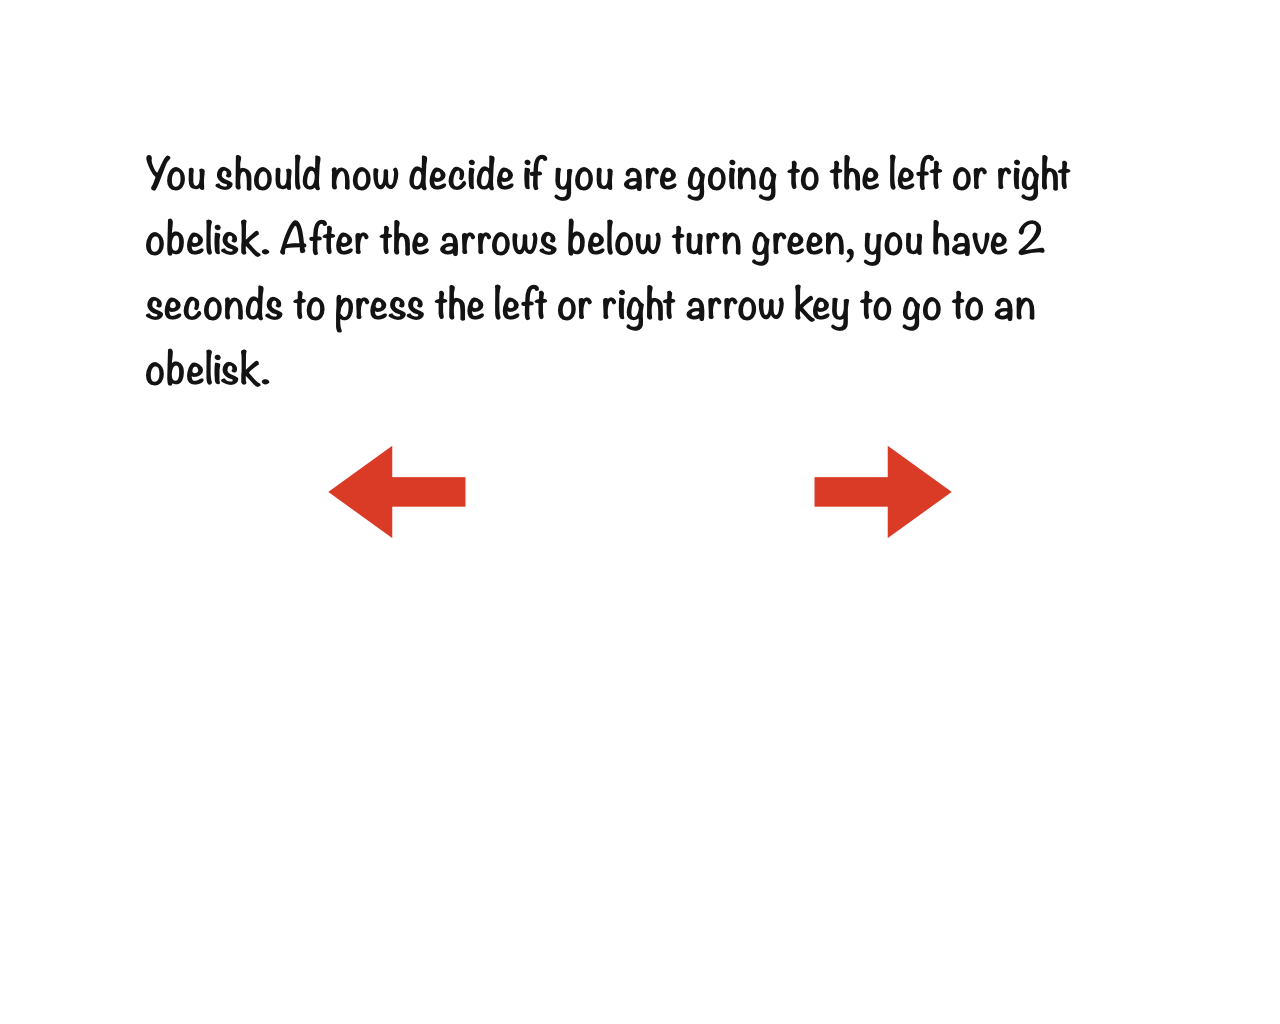 You should now decide if you are going to the left or right
obelisk. After the arrows below turn green, you have 2
seconds to press the left or right arrow key to go to an
obelisk.